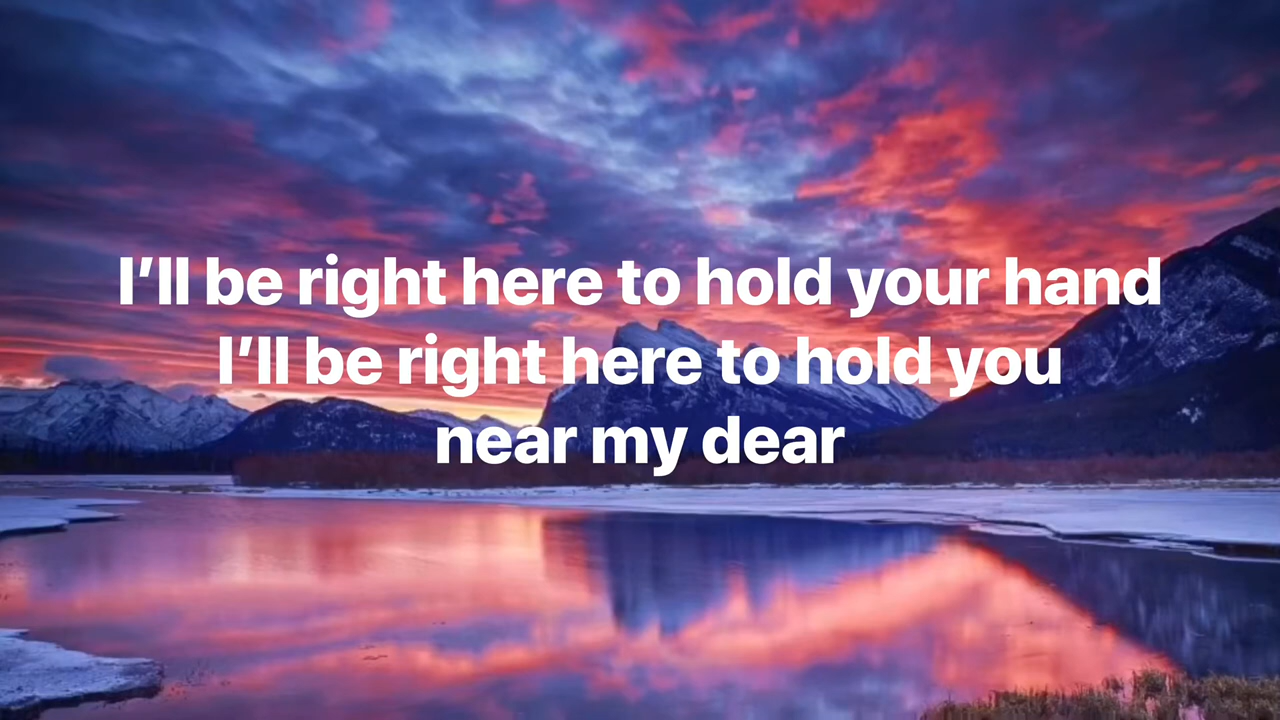 I’ll be right here to hold your hand
I’ll be right here to hold you
near my dear